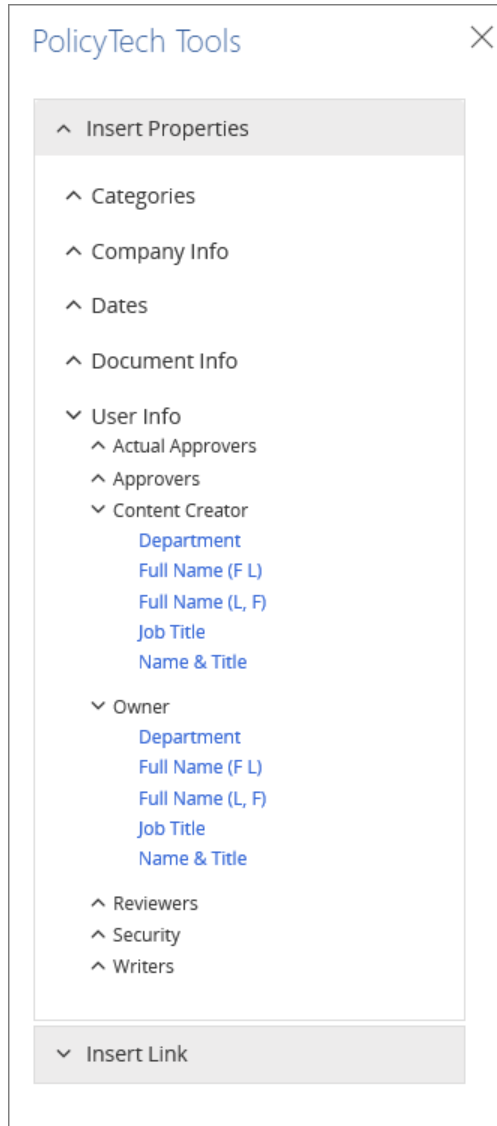 PolicyTech Tools
Insert Properties
Categories
Company Info
Dates
Document Info
User Info
Actual Approvers
Approvers
Content Creator
Department
Full Name (F L)
Full Name (L, F)
Job Title
Name & Title
Owner
Department
Full Name (F L)
Full Name (L, F)
Job Title
Name & Title
Reviewers
Security
Writers
Insert Link